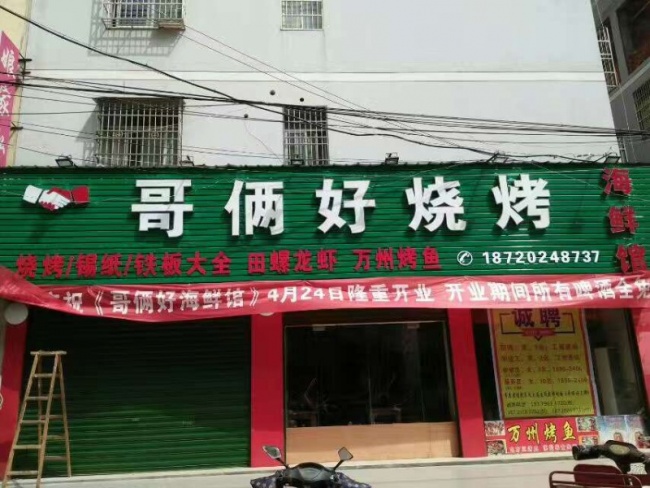 哥俩好烧烤
海鲜馆
烧烤/锡纸/铁板大全 田螺龙虾 万州烤鱼 18720248737
祝《哥俩好海鲜馆》4月24日隆重开业 开业期间所有啤酒全免
诚聘
万州烤鱼